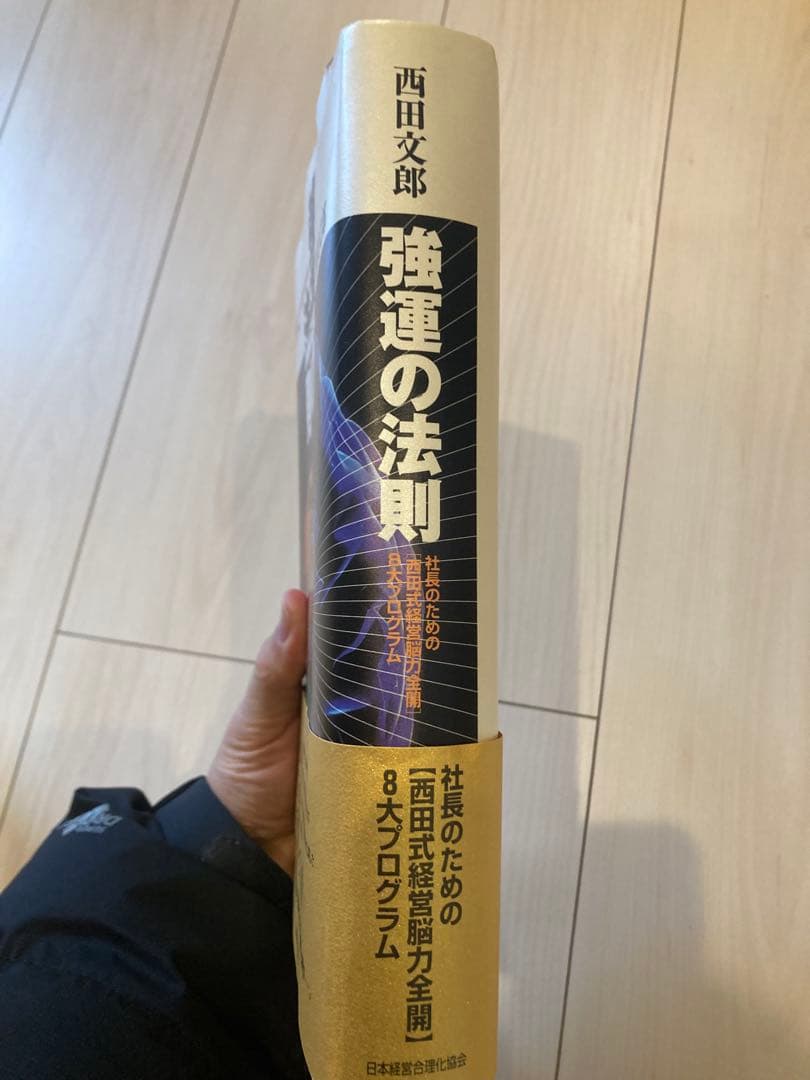 西田文郎
強運の法則
社長のための
「西田式経営脳力全開」
8大プログラム
社長のための
【西田式経営脳力全開】
8大プログラム
日本経営合理化協会